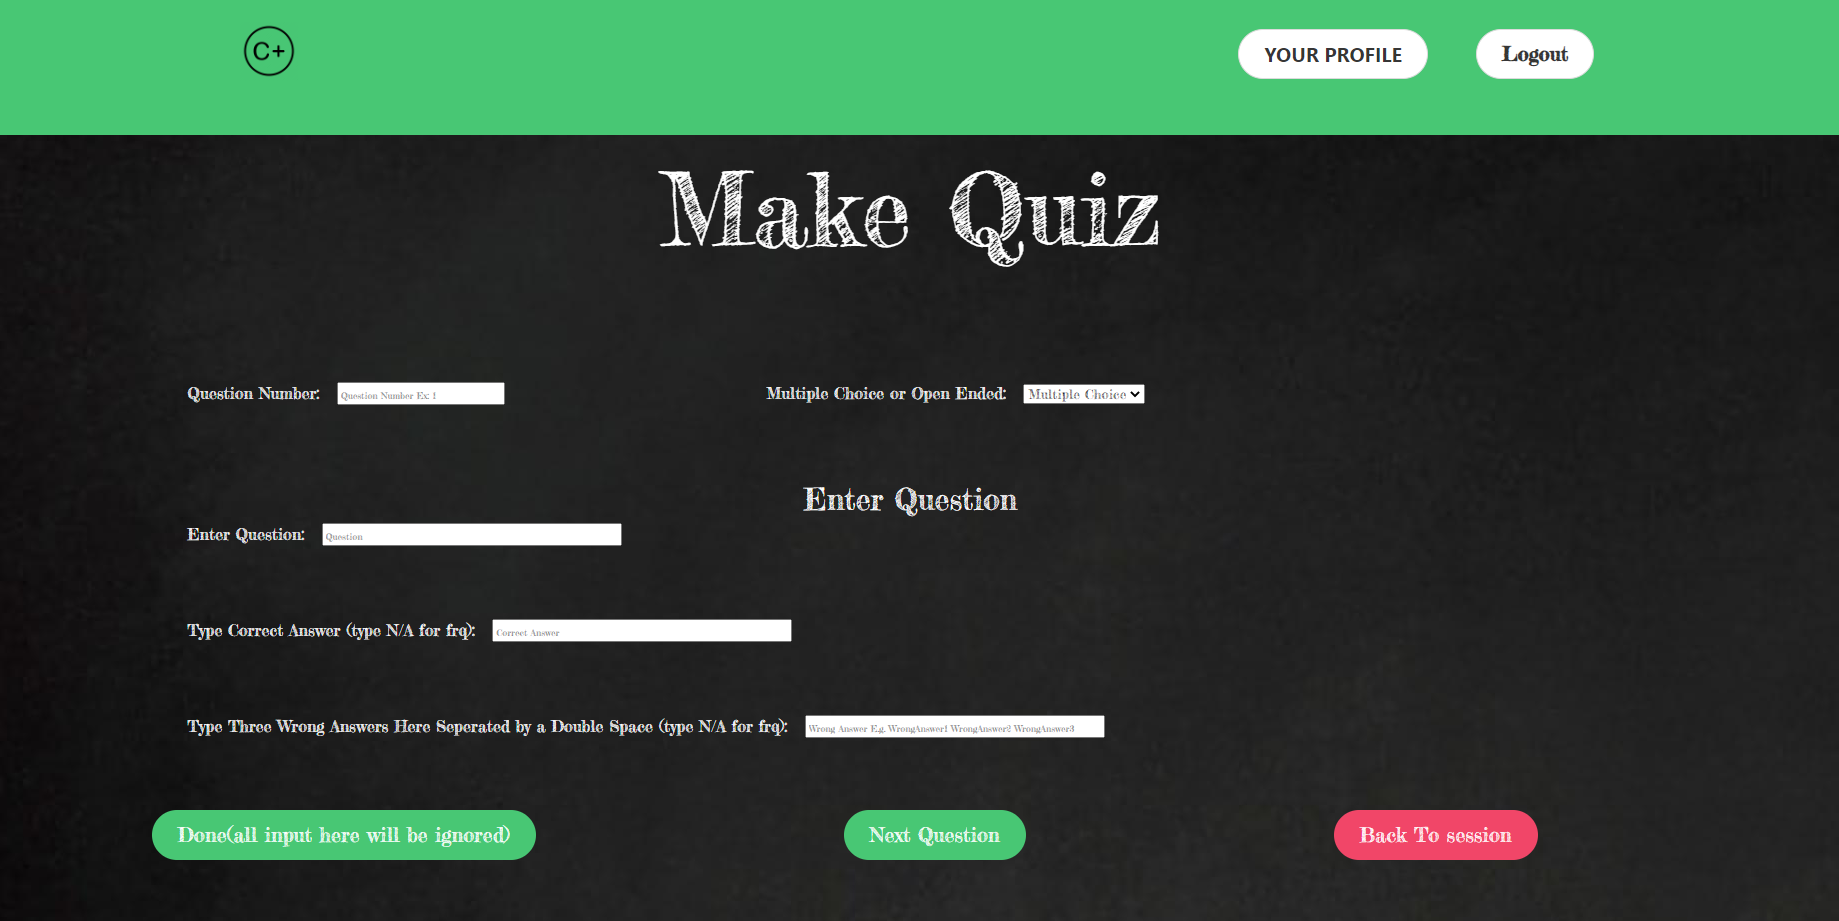 C+
YOUR PROFILE
Logout
Make Quiz
Question Number: Question Number Ex: 1
Multiple Choice or Open Ended: Multiple Choice
Enter Question
Enter Question: Question
Type Correct Answer (type N/A for frq): Correct Answer
Type Three Wrong Answers Here Seperated by a Double Space (type N/A for frq): Wrong Answer E.g. WrongAnswer1 WrongAnswer2 WrongAnswer3
Done(all input here will be ignored)
Next Question
Back To session